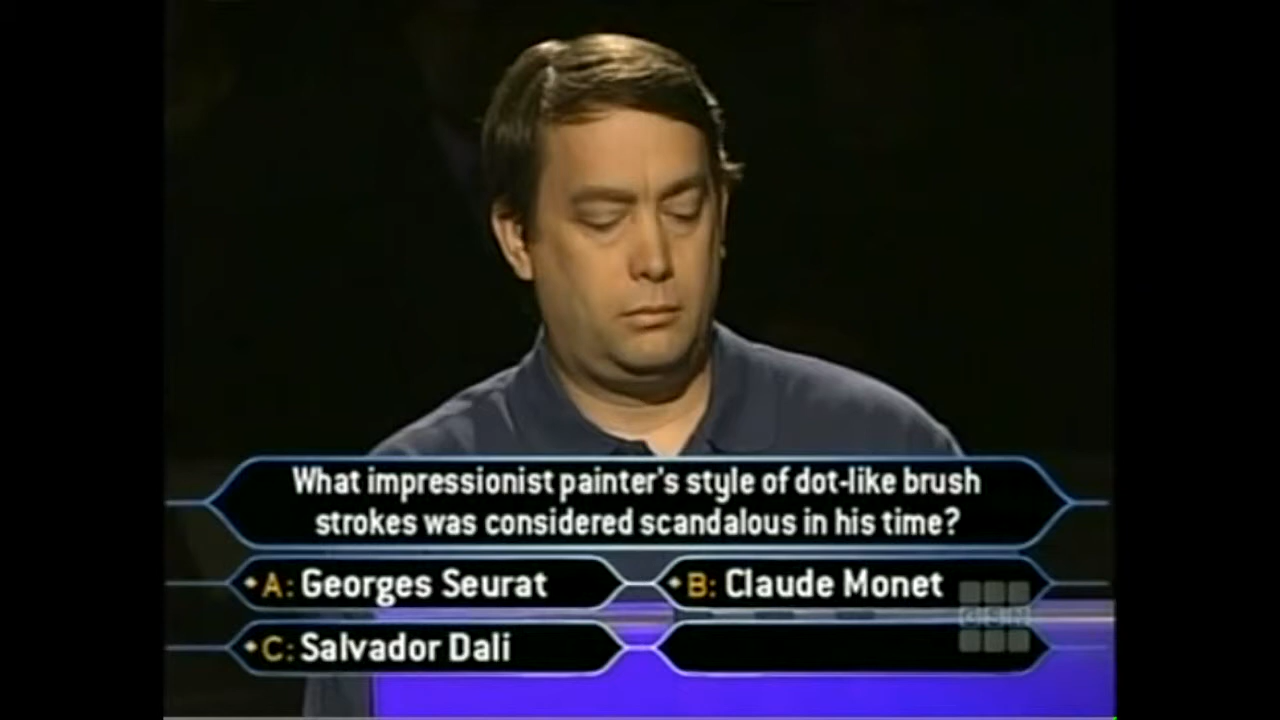 What impressionist painter's style of dot-like brush
strokes was considered scandalous in his time?
A: Georges Seurat
B: Claude Monet
C: Salvador Dali
GSN